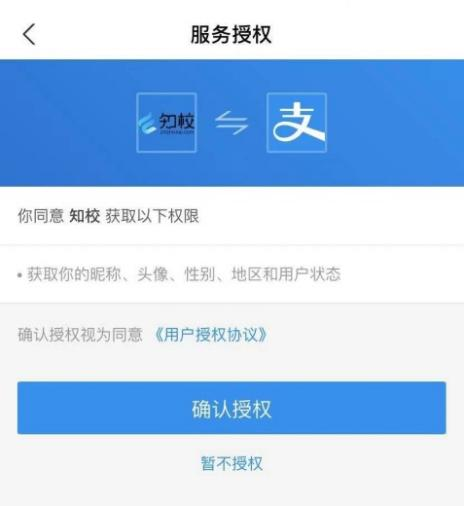 服务授权
知校
支
你同意 知校 获取以下权限
• 获取你的昵称、头像、性别、地区和用户状态
确认授权视为同意 《用户授权协议》
确认授权
暂不授权